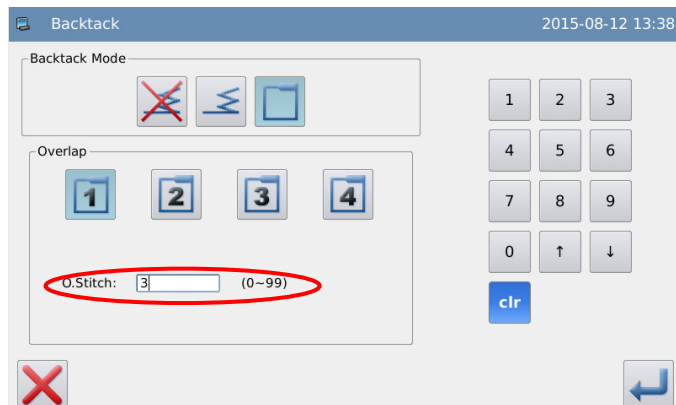 Backtack 2015-08-12 13:38
Backtack Mode
Overlap
1 2 3 4
O.Stitch: 3 (0~99)
1 2 3
4 5 6
7 8 9
0 ↑ ↓
clr